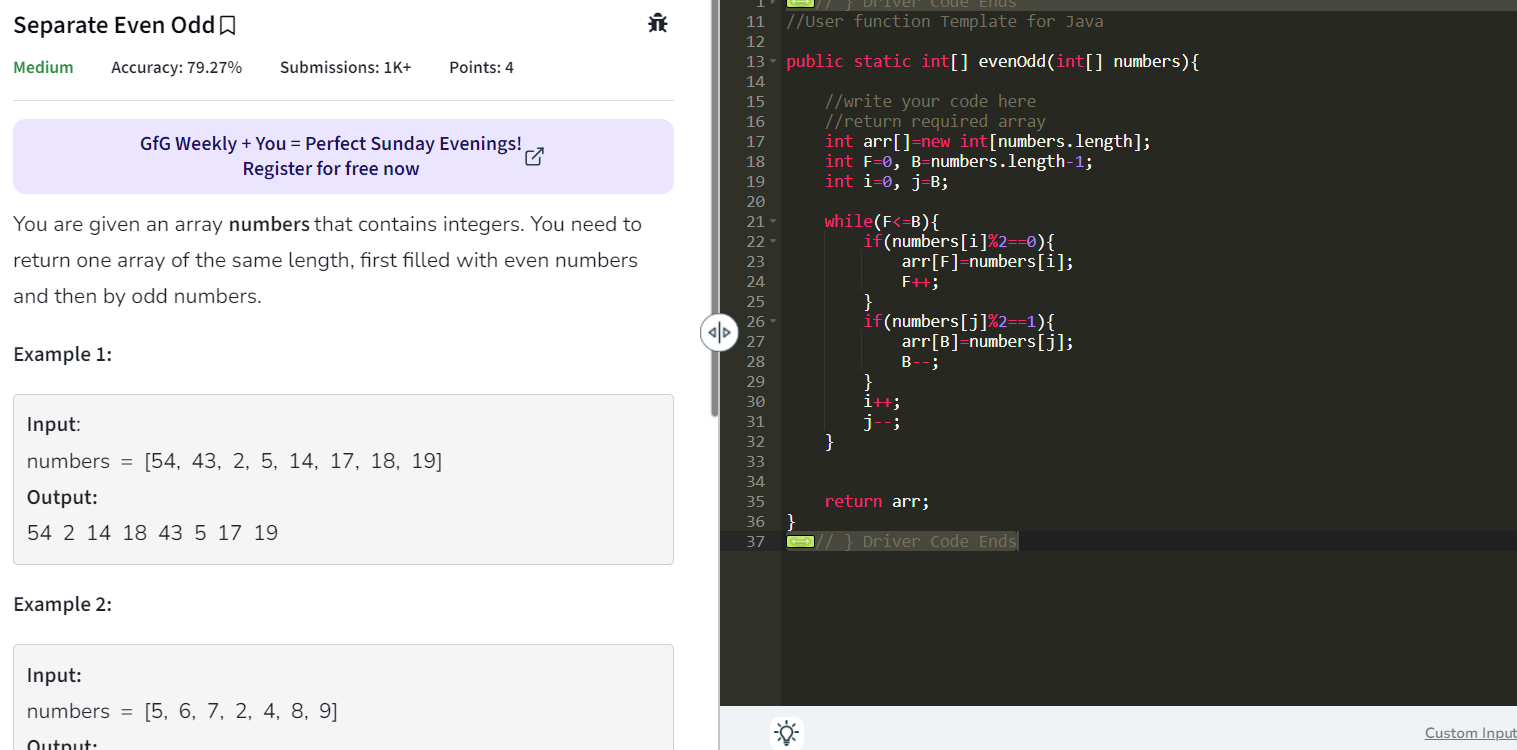 Separate Even Odd
Medium Accuracy: 79.27% Submissions: 1K+ Points: 4
GfG Weekly + You = Perfect Sunday Evenings!
Register for free now
You are given an array numbers that contains integers. You need to
return one array of the same length, first filled with even numbers
and then by odd numbers.
Example 1:
Input:
numbers = [54, 43, 2, 5, 14, 17, 18, 19]
Output:
54 2 14 18 43 5 17 19
Example 2:
Input:
numbers = [5, 6, 7, 2, 4, 8, 9]
Output:
1 // } Driver Code Ends
11 //User function Template for Java
12
13 public static int[] evenOdd(int[] numbers){
14
15 //write your code here
16 //return required array
17 int arr[]=new int[numbers.length];
18 int F=0, B=numbers.length-1;
19 int i=0, j=B;
20
21 while(F<=B){
22 if(numbers[i]%2==0){
23 arr[F]=numbers[i];
24 F++;
25 }
26 if(numbers[j]%2==1){
27 arr[B]=numbers[j];
28 B--;
29 }
30 i++;
31 j--;
32 }
33
34
35 return arr;
36 }
37 // } Driver Code Ends
Custom Input